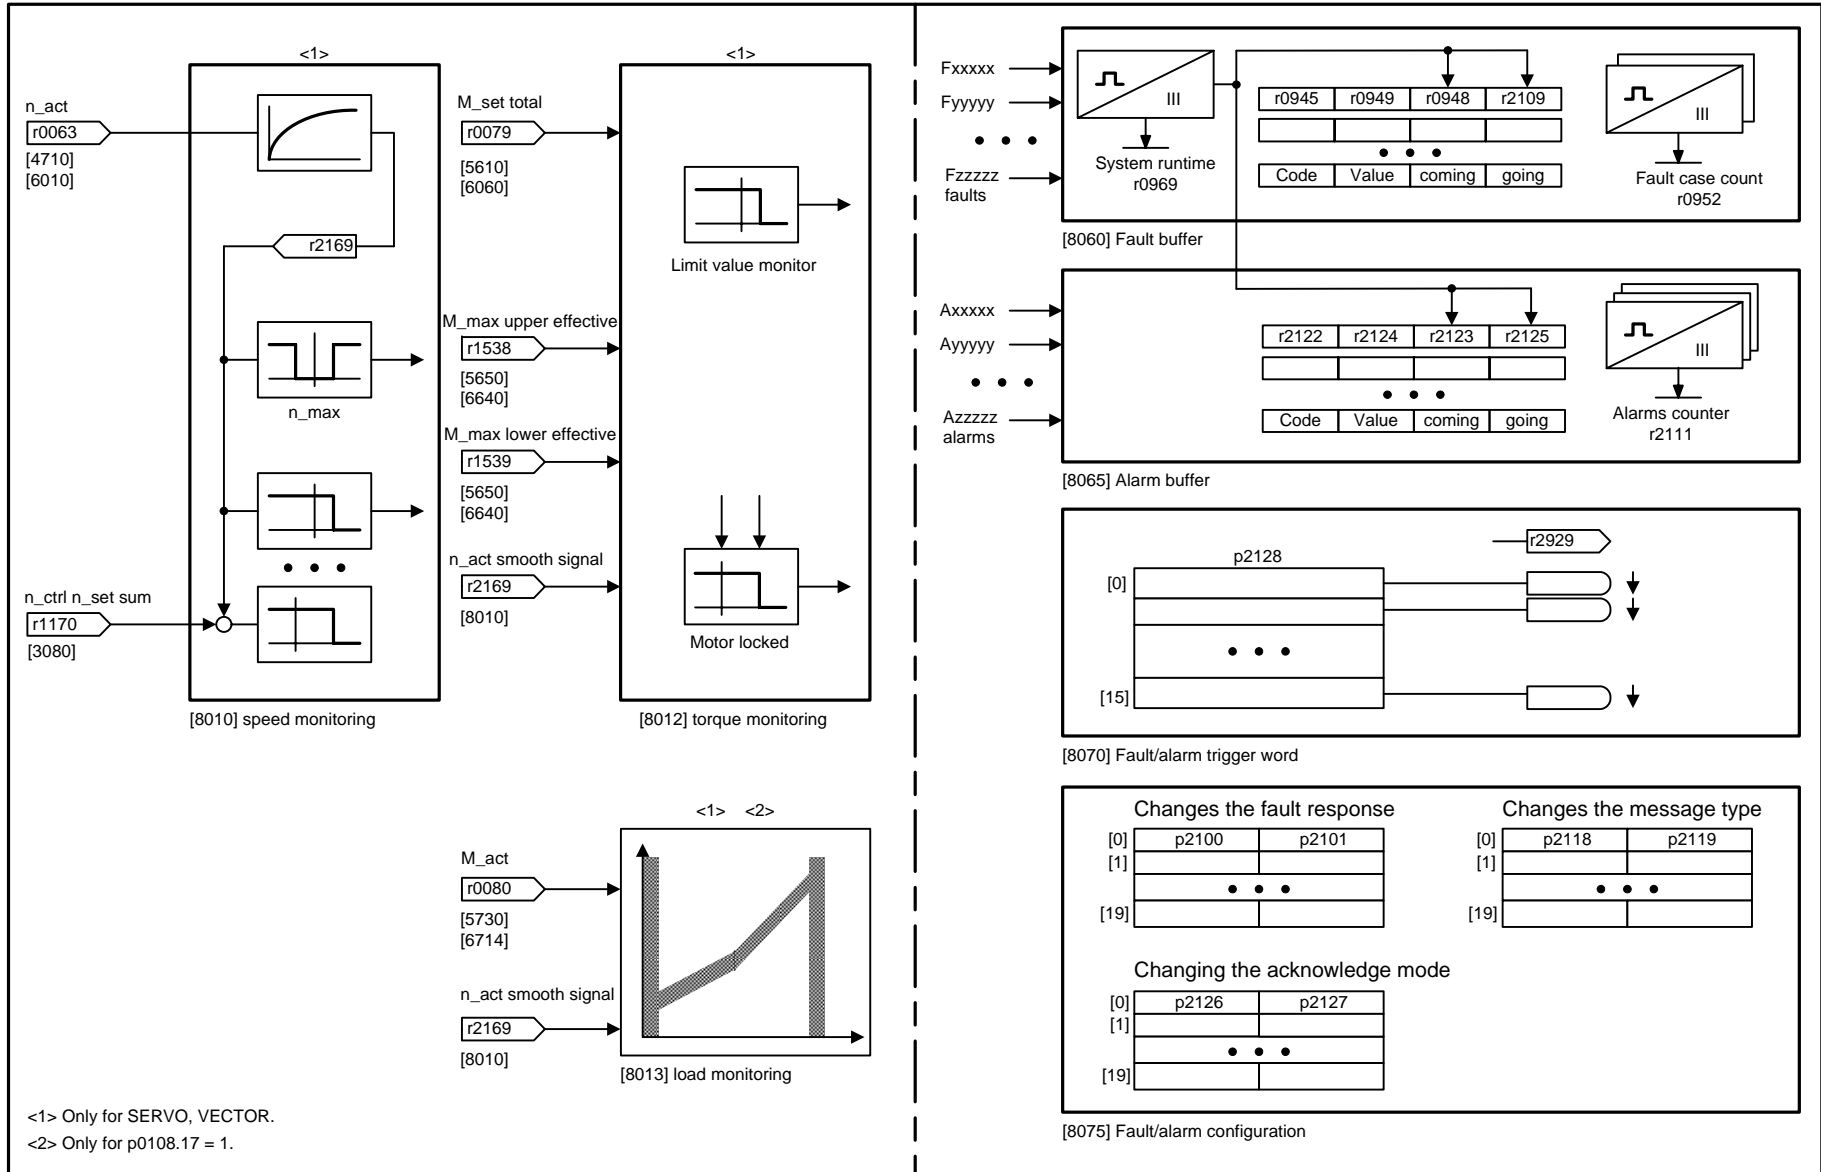 <1>
n_act
r0063
[4710]
[6010]
r2169
n_max
n_ctrl n_set sum
r1170
[3080]
[8010] speed monitoring
<1>
M_set total
r0079
[5610]
[6060]
Limit value monitor
M_max upper effective
r1538
[5650]
[6640]
M_max lower effective
r1539
[5650]
[6640]
n_act smooth signal
r2169
[8010]
Motor locked
[8012] torque monitoring
<1> <2>
M_act
r0080
[5730]
[6714]
n_act smooth signal
r2169
[8010]
[8013] load monitoring
<1> Only for SERVO, VECTOR.
<2> Only for p0108.17 = 1.
Fxxxxx
Fyyyyy
Fzzzzz
faults
III
System runtime
r0969
r0945 r0949 r0948 r2109
Code Value coming going
III
Fault case count
r0952
[8060] Fault buffer
Axxxxx
Ayyyyy
Azzzzz
alarms
r2122 r2124 r2123 r2125
Code Value coming going
III
Alarms counter
r2111
[8065] Alarm buffer
r2929
p2128
[0]
[15]
[8070] Fault/alarm trigger word
Changes the fault response
[0] p2100 p2101
[1]
[19]
Changes the message type
[0] p2118 p2119
[1]
[19]
Changing the acknowledge mode
[0] p2126 p2127
[1]
[19]
[8075] Fault/alarm configuration